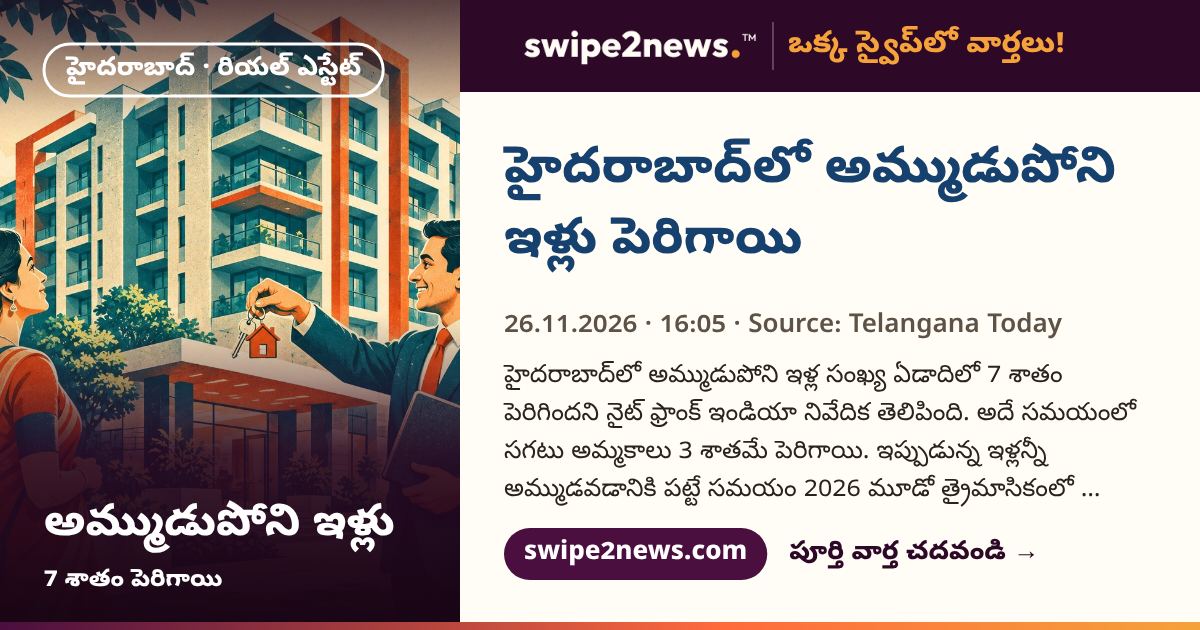 హైదరాబాద్ · రియల్ ఎస్టేట్
అమ్ముడుపోని ఇళ్లు
7 శాతం పెరిగాయి
swipe2news.™
ఒక్క స్వైప్‌లో వార్తలు!
హైదరాబాద్‌లో అమ్ముడుపోని
ఇళ్లు పెరిగాయి
26.11.2026 · 16:05 · Source: Telangana Today
హైదరాబాద్‌లో అమ్ముడుపోని ఇళ్ల సంఖ్య ఏడాదిలో 7 శాతం
పెరిగిందని నైట్ ఫ్రాంక్ ఇండియా నివేదిక తెలిపింది. అదే సమయంలో
సగటు అమ్మకాలు 3 శాతమే పెరిగాయి. ఇప్పుడున్న ఇళ్లన్నీ
అమ్ముడవడానికి పట్టే సమయం 2026 మూడో త్రైమాసికంలో ...
swipe2news.com
పూర్తి వార్త చదవండి →